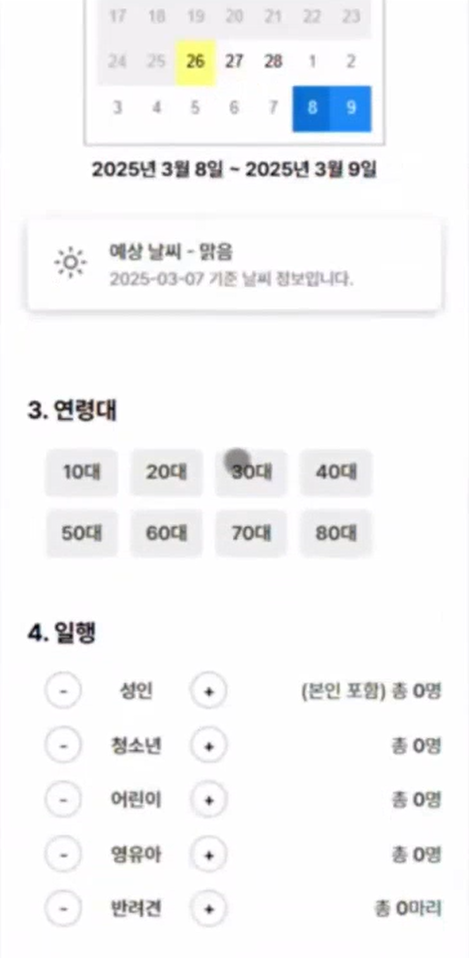 17 18 19 20 21 22 23
24 25 26 27 28 1 2
3 4 5 6 7 8 9
2025년 3월 8일 ~ 2025년 3월 9일
예상 날씨 - 맑음
2025-03-07 기준 날씨 정보입니다.
3. 연령대
10대 20대 30대 40대
50대 60대 70대 80대
4. 일행
- 성인 + (본인 포함) 총 0명
- 청소년 + 총 0명
- 어린이 + 총 0명
- 영유아 + 총 0명
- 반려견 + 총 0마리